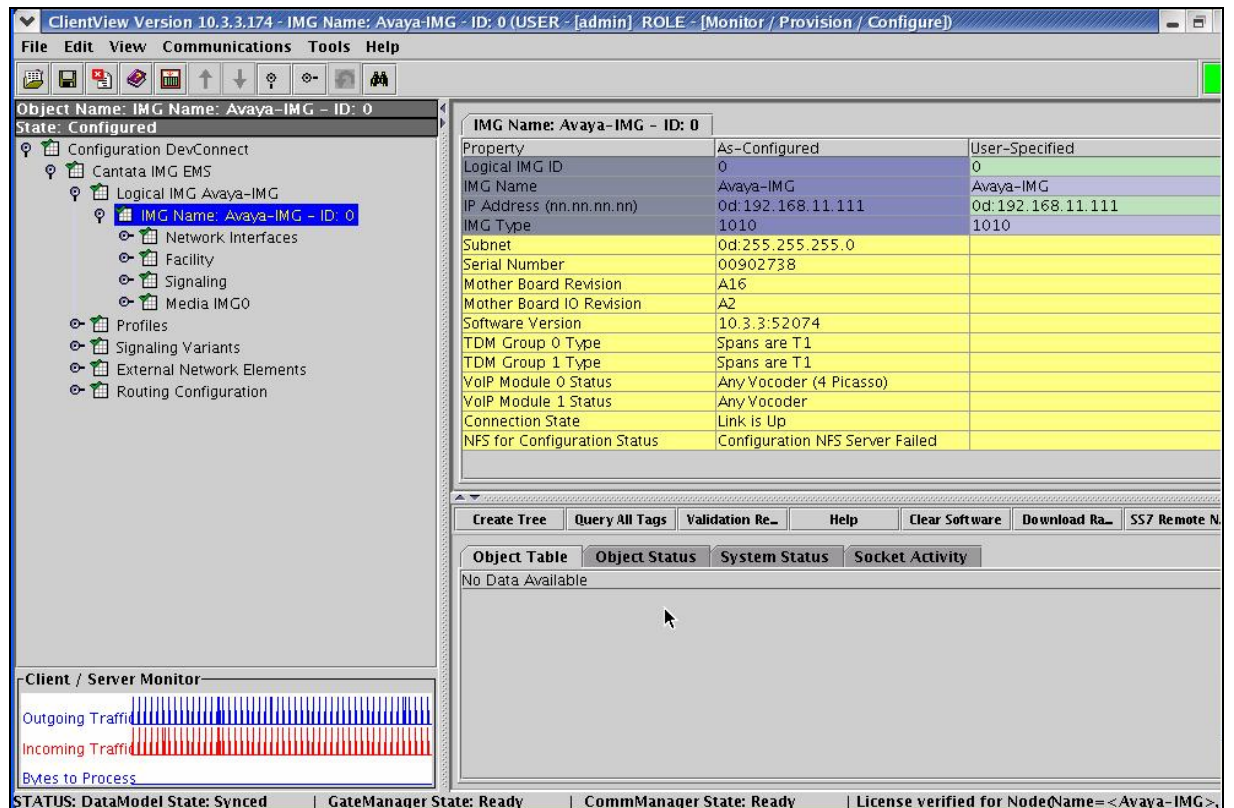 ClientView Version 10.3.3.174 - IMG Name: Avaya-IMG - ID: 0 (USER - [admin] ROLE - [Monitor / Provision / Configure])
File Edit View Communications Tools Help
Object Name: IMG Name: Avaya-IMG - ID: 0
State: Configured
Configuration DevConnect
Cantata IMG EMS
Logical IMG Avaya-IMG
IMG Name: Avaya-IMG - ID: 0
Network Interfaces
Facility
Signaling
Media IMG0
Profiles
Signaling Variants
External Network Elements
Routing Configuration
IMG Name: Avaya-IMG - ID: 0
Property As-Configured User-Specified
Logical IMG ID 0 0
IMG Name Avaya-IMG Avaya-IMG
IP Address (nn.nn.nn.nn) 0d:192.168.11.111 0d:192.168.11.111
IMG Type 1010 1010
Subnet 0d:255.255.255.0
Serial Number 00902738
Mother Board Revision A16
Mother Board IO Revision A2
Software Version 10.3.3:52074
TDM Group 0 Type Spans are T1
TDM Group 1 Type Spans are T1
VoIP Module 0 Status Any Vocoder (4 Picasso)
VoIP Module 1 Status Any Vocoder
Connection State Link is Up
NFS for Configuration Status Configuration NFS Server Failed
Create Tree Query All Tags Validation Re... Help Clear Software Download Ra... SS7 Remote N
Object Table Object Status System Status Socket Activity
No Data Available
Client / Server Monitor
Outgoing Traffic
Incoming Traffic
Bytes to Process
STATUS: DataModel State: Synced | GateManager State: Ready | CommManager State: Ready | License verified for Node(Name=<Avaya-IMG>,